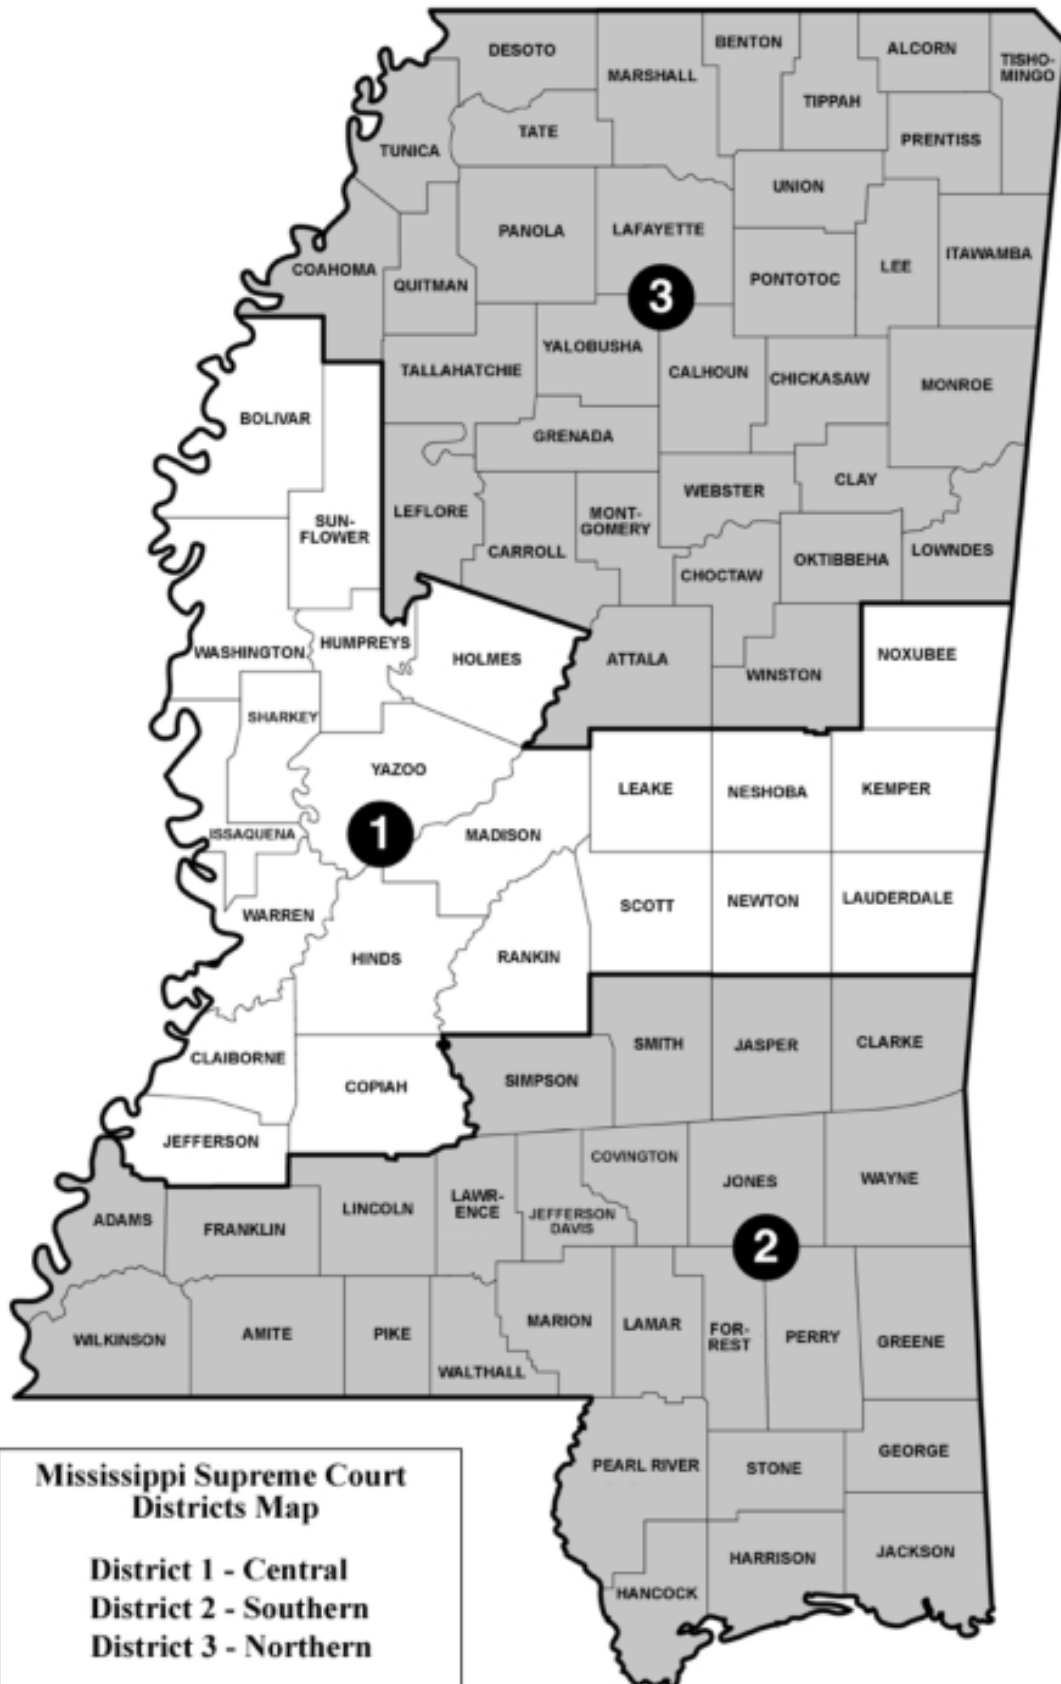 DESOTO
BENTON
ALCORN
MARSHALL
TISHO-
MINGO
TIPPAH
TATE
PRENTISS
TUNICA
UNION
PANOLA
LAFAYETTE
COAHOMA
QUITMAN
PONTOTOC
LEE
ITAWAMBA
3
YALOBUSHA
TALLAHATCHIE
CALHOUN
CHICKASAW
MONROE
BOLIVAR
GRENADA
WEBSTER
CLAY
LEFLORE
SUN-
FLOWER
MONT-
GOMERY
CARROLL
CHOCTAW
OKTIBBEHA
LOWNDES
WASHINGTON
HUMPREYS
HOLMES
ATTALA
WINSTON
NOXUBEE
SHARKEY
YAZOO
LEAKE
NESHOBA
KEMPER
ISSAQUENA
1
MADISON
WARREN
SCOTT
NEWTON
LAUDERDALE
HINDS
RANKIN
CLAIBORNE
COPIAH
SIMPSON
SMITH
JASPER
CLARKE
JEFFERSON
COVINGTON
JONES
WAYNE
ADAMS
FRANKLIN
LINCOLN
LAWR-
ENCE
JEFFERSON
DAVIS
2
WILKINSON
AMITE
PIKE
WALTHALL
MARION
LAMAR
FOR-
REST
PERRY
GREENE
PEARL RIVER
STONE
GEORGE
HANCOCK
HARRISON
JACKSON
Mississippi Supreme Court
Districts Map
District 1 - Central
District 2 - Southern
District 3 - Northern